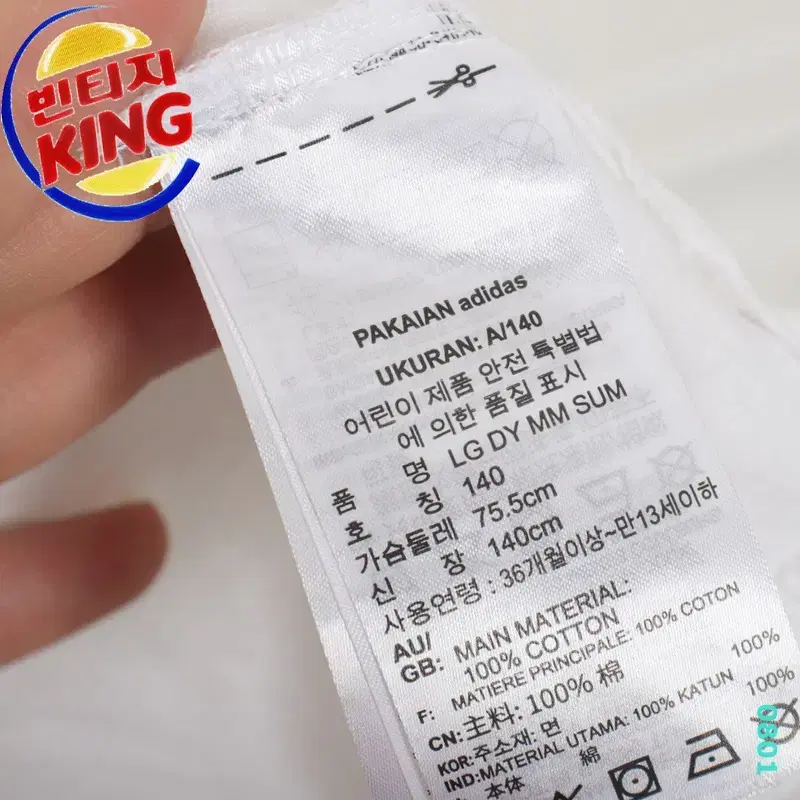 빈티지
KING
PAKAIAN adidas
UKURAN: A/140
어린이 제품 안전 특별법
에 의한 품질 표시
품 명 LG DY MM SUM
호 칭 140
가슴둘레 75.5cm
신 장 140cm
사용연령 : 36개월이상~만13세이하
AU/
GB: MAIN MATERIAL:
100% COTTON
F: MATIERE PRINCIPALE: 100% COTON
CN: 主料: 100% 棉
KOR: 주소재: 면 100%
IND: MATERIAL UTAMA: 100% KATUN
本体 綿 100%
0801